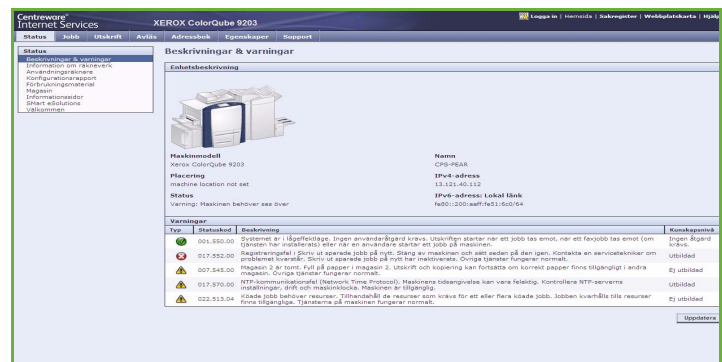 Centreware®
Internet Services
XEROX ColorQube 9203
Logga in | Hemsida | Sakregister | Webbplatskarta | Hjälp
Status Jobb Utskrift Avläs Adressbok Egenskaper Support
Status
Beskrivningar & varningar
Information om räkneverk
Användningsräknare
Konfigurationsrapport
Förbrukningsmaterial
Magasin
Informationssidor
SMart eSolutions
Välkommen
Beskrivningar & varningar
Enhetsbeskrivning
Maskinmodell
Xerox ColorQube 9203
Namn
CPS-PEAR
Placering
machine location not set
IPv4-adress
13.121.40.112
Status
Varning: Maskinen behöver ses över
IPv6-adress: Lokal länk
fe80::200:aaff:fe51:6c0/64
Varningar
Typ Statuskod Beskrivning Kunskapsnivå
001.550.00 Systemet är i lågeffektläge. Ingen användaråtgärd krävs. Utskriften startar när ett jobb tas emot, när ett faxjobb tas emot (om tjänsten har installerats) eller när en användare startar ett jobb på maskinen. Ingen åtgärd krävs.
017.552.00 Registreringsfel i Skriv ut sparade jobb på nytt. Stäng av maskinen och sätt seden på den igen. Kontakta en servicetekniker om problemet kvarstår. Skriv ut sparade jobb på nytt har inaktiverats. Övriga tjänster fungerar normalt. Utbildad
007.545.00 Magasin 2 är tomt. Fyll på papper i magasin 2. Utskrift och kopiering kan fortsätta om korrekt papper finns tillgängligt i andra magasin. Övriga tjänster fungerar normalt. Ej utbildad
017.570.00 NTP-kommunikationsfel (Network Time Protocol). Maskinens tidsangivelse kan vara felaktig. Kontrollera NTP-serverns inställningar, drift och maskinklocka. Maskinen är tillgänglig. Utbildad
022.513.04 Köade jobb behöver resurser. Tillhandahåll de resurser som krävs för ett eller flera köade jobb. Jobben kvarhålls tills resurser finns tillgängliga. Tjänsterna på maskinen fungerar normalt. Ej utbildad
Uppdatera